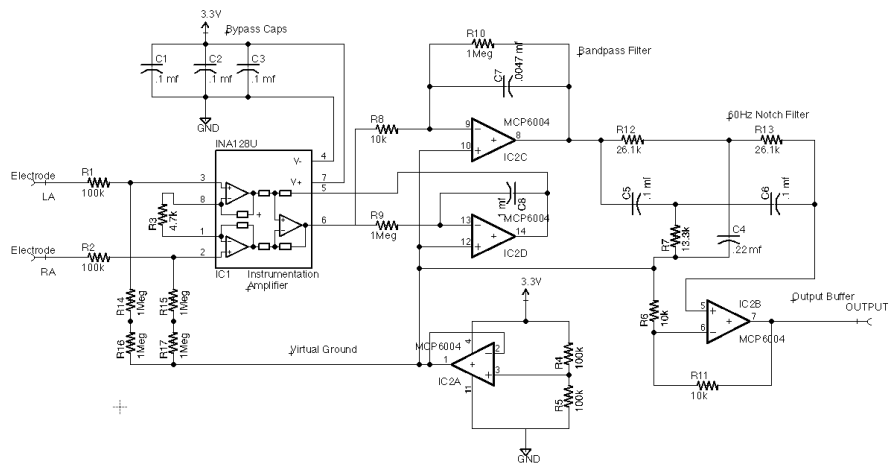 3.3V
Bypass Caps
C1
.1 mf
C2
.1 mf
C3
.1 mf
GND
R10
1Meg
Bandpass Filter
C7
.0047 mf
R8
10k
9
10
8
MCP6004
IC2C
60Hz Notch Filter
R12
26.1k
R13
26.1k
INA128U
V-
4
V+
7
5
Electrode
LA
R1
100k
3
8
R3
4.7k
1
6
Electrode
RA
R2
100k
2
IC1
Instrumentation
Amplifier
R9
1Meg
.1 mf
C8
MCP6004
13
12
14
IC2D
C5
.1 mf
C6
.1 mf
R7
13.3k
C4
.22 mf
R14
1Meg
R15
1Meg
R16
1Meg
R17
1Meg
3.3V
R6
10k
5
6
7
IC2B
MCP6004
Output Buffer
OUTPUT
Virtual Ground
MCP6004
4
1
2
3
11
IC2A
R4
100k
R5
100k
R11
10k
GND